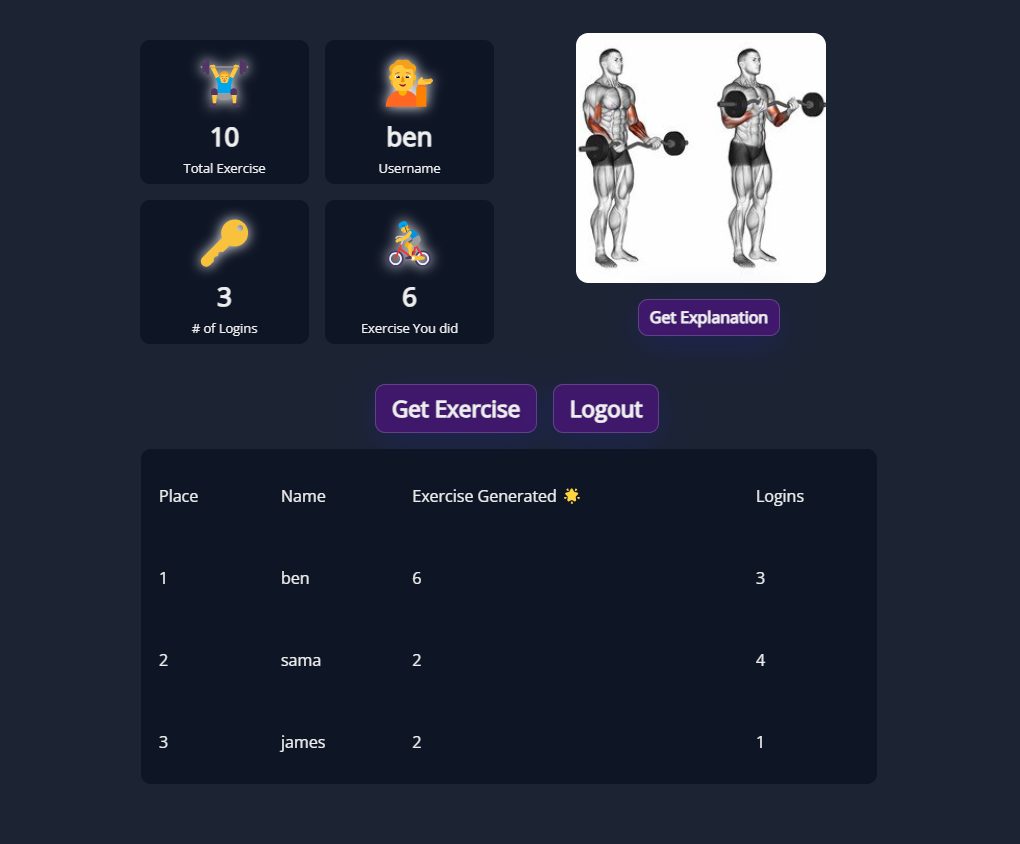 10
Total Exercise
ben
Username
3
# of Logins
6
Exercise You did
Get Explanation
Get Exercise
Logout
Place Name Exercise Generated 🌟 Logins
1 ben 6 3
2 sama 2 4
3 james 2 1